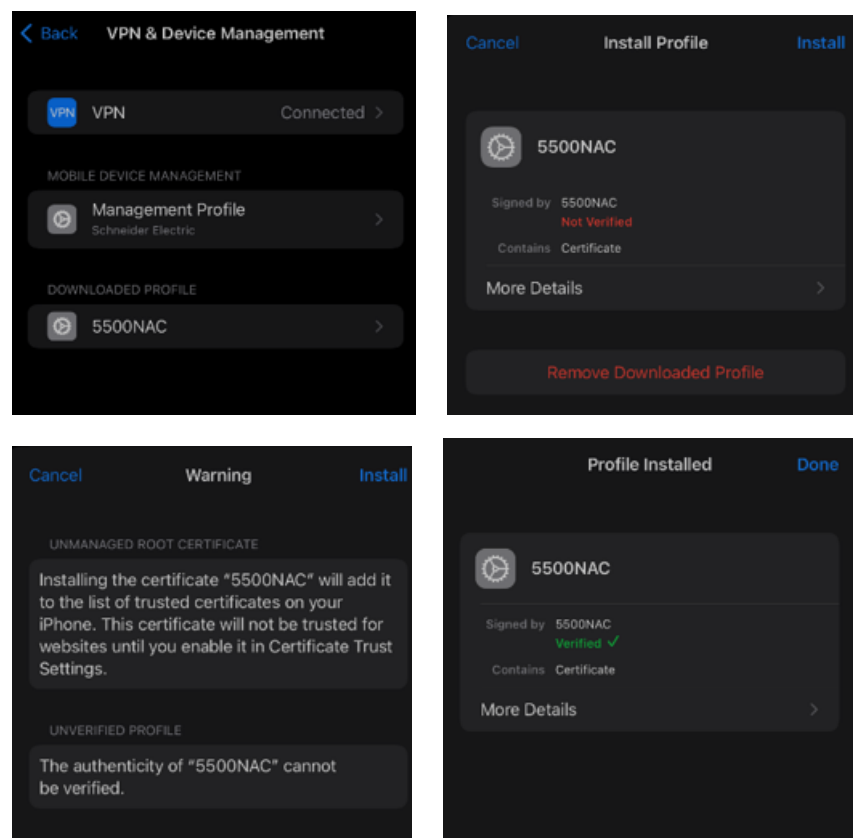 Back VPN & Device Management
VPN VPN Connected
MOBILE DEVICE MANAGEMENT
Management Profile
Schneider Electric
DOWNLOADED PROFILE
5500NAC
Cancel Install Profile Install
5500NAC
Signed by 5500NAC
Not Verified
Contains Certificate
More Details
Remove Downloaded Profile
Cancel Warning Install
UNMANAGED ROOT CERTIFICATE
Installing the certificate "5500NAC" will add it
to the list of trusted certificates on your
iPhone. This certificate will not be trusted for
websites until you enable it in Certificate Trust
Settings.
UNVERIFIED PROFILE
The authenticity of "5500NAC" cannot
be verified.
Profile Installed Done
5500NAC
Signed by 5500NAC
Verified ✓
Contains Certificate
More Details